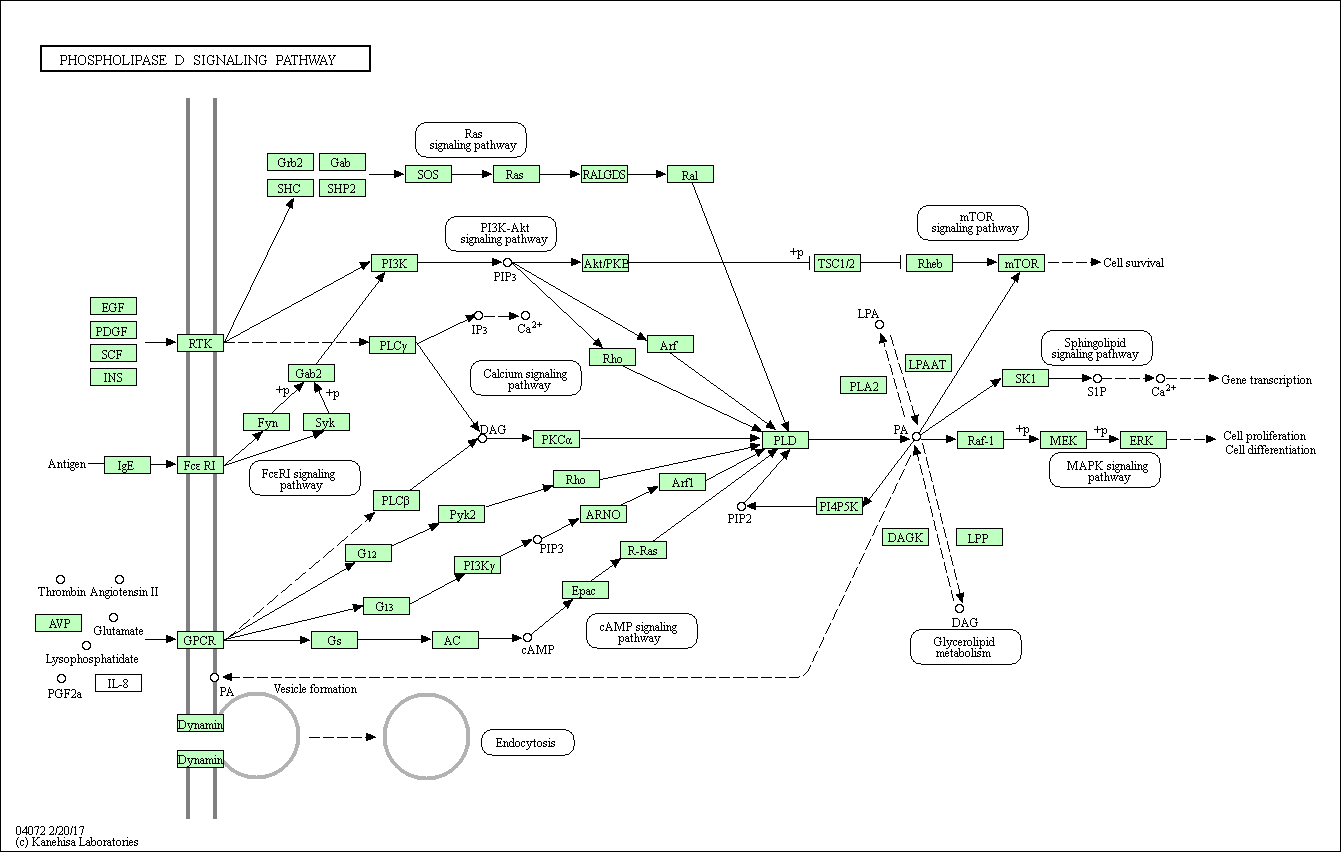 PHOSPHOLIPASE D SIGNALING PATHWAY
Ras
signaling pathway
Grb2
Gab
SHC
SHP2
SOS
Ras
RALGDS
Ral
PI3K-Akt
signaling pathway
mTOR
signaling pathway
PI3K
PIP3
Akt/PKB
+p
TSC1/2
Rheb
mTOR
Cell survival
EGF
PDGF
SCF
INS
RTK
PLCγ
IP3
Ca2+
Rho
Arf
LPA
LPAAT
PLA2
Sphingolipid
signaling pathway
Gab2
+p
+p
Calcium signaling
pathway
SK1
S1P
Ca2+
Gene transcription
Fyn
Syk
DAG
PKCα
PLD
PA
Raf-1
+p
MEK
+p
ERK
Cell proliferation
Cell differentiation
Antigen
IgE
Fcε RI
FcεRI signaling
pathway
MAPK signaling
pathway
PLCβ
Rho
Arf1
Pyk2
ARNO
PIP2
PI4P5K
G12
PIP3
R-Ras
DAGK
LPP
PI3Kγ
Epac
Thrombin
Angiotensin II
G13
AVP
Glutamate
GPCR
Gs
AC
cAMP
cAMP signaling
pathway
DAG
Glycerolipid
metabolism
Lysophosphatidate
PGF2a
IL-8
PA
Vesicle formation
Dynamin
Dynamin
Endocytosis
04072 2/20/17
(c) Kanehisa Laboratories